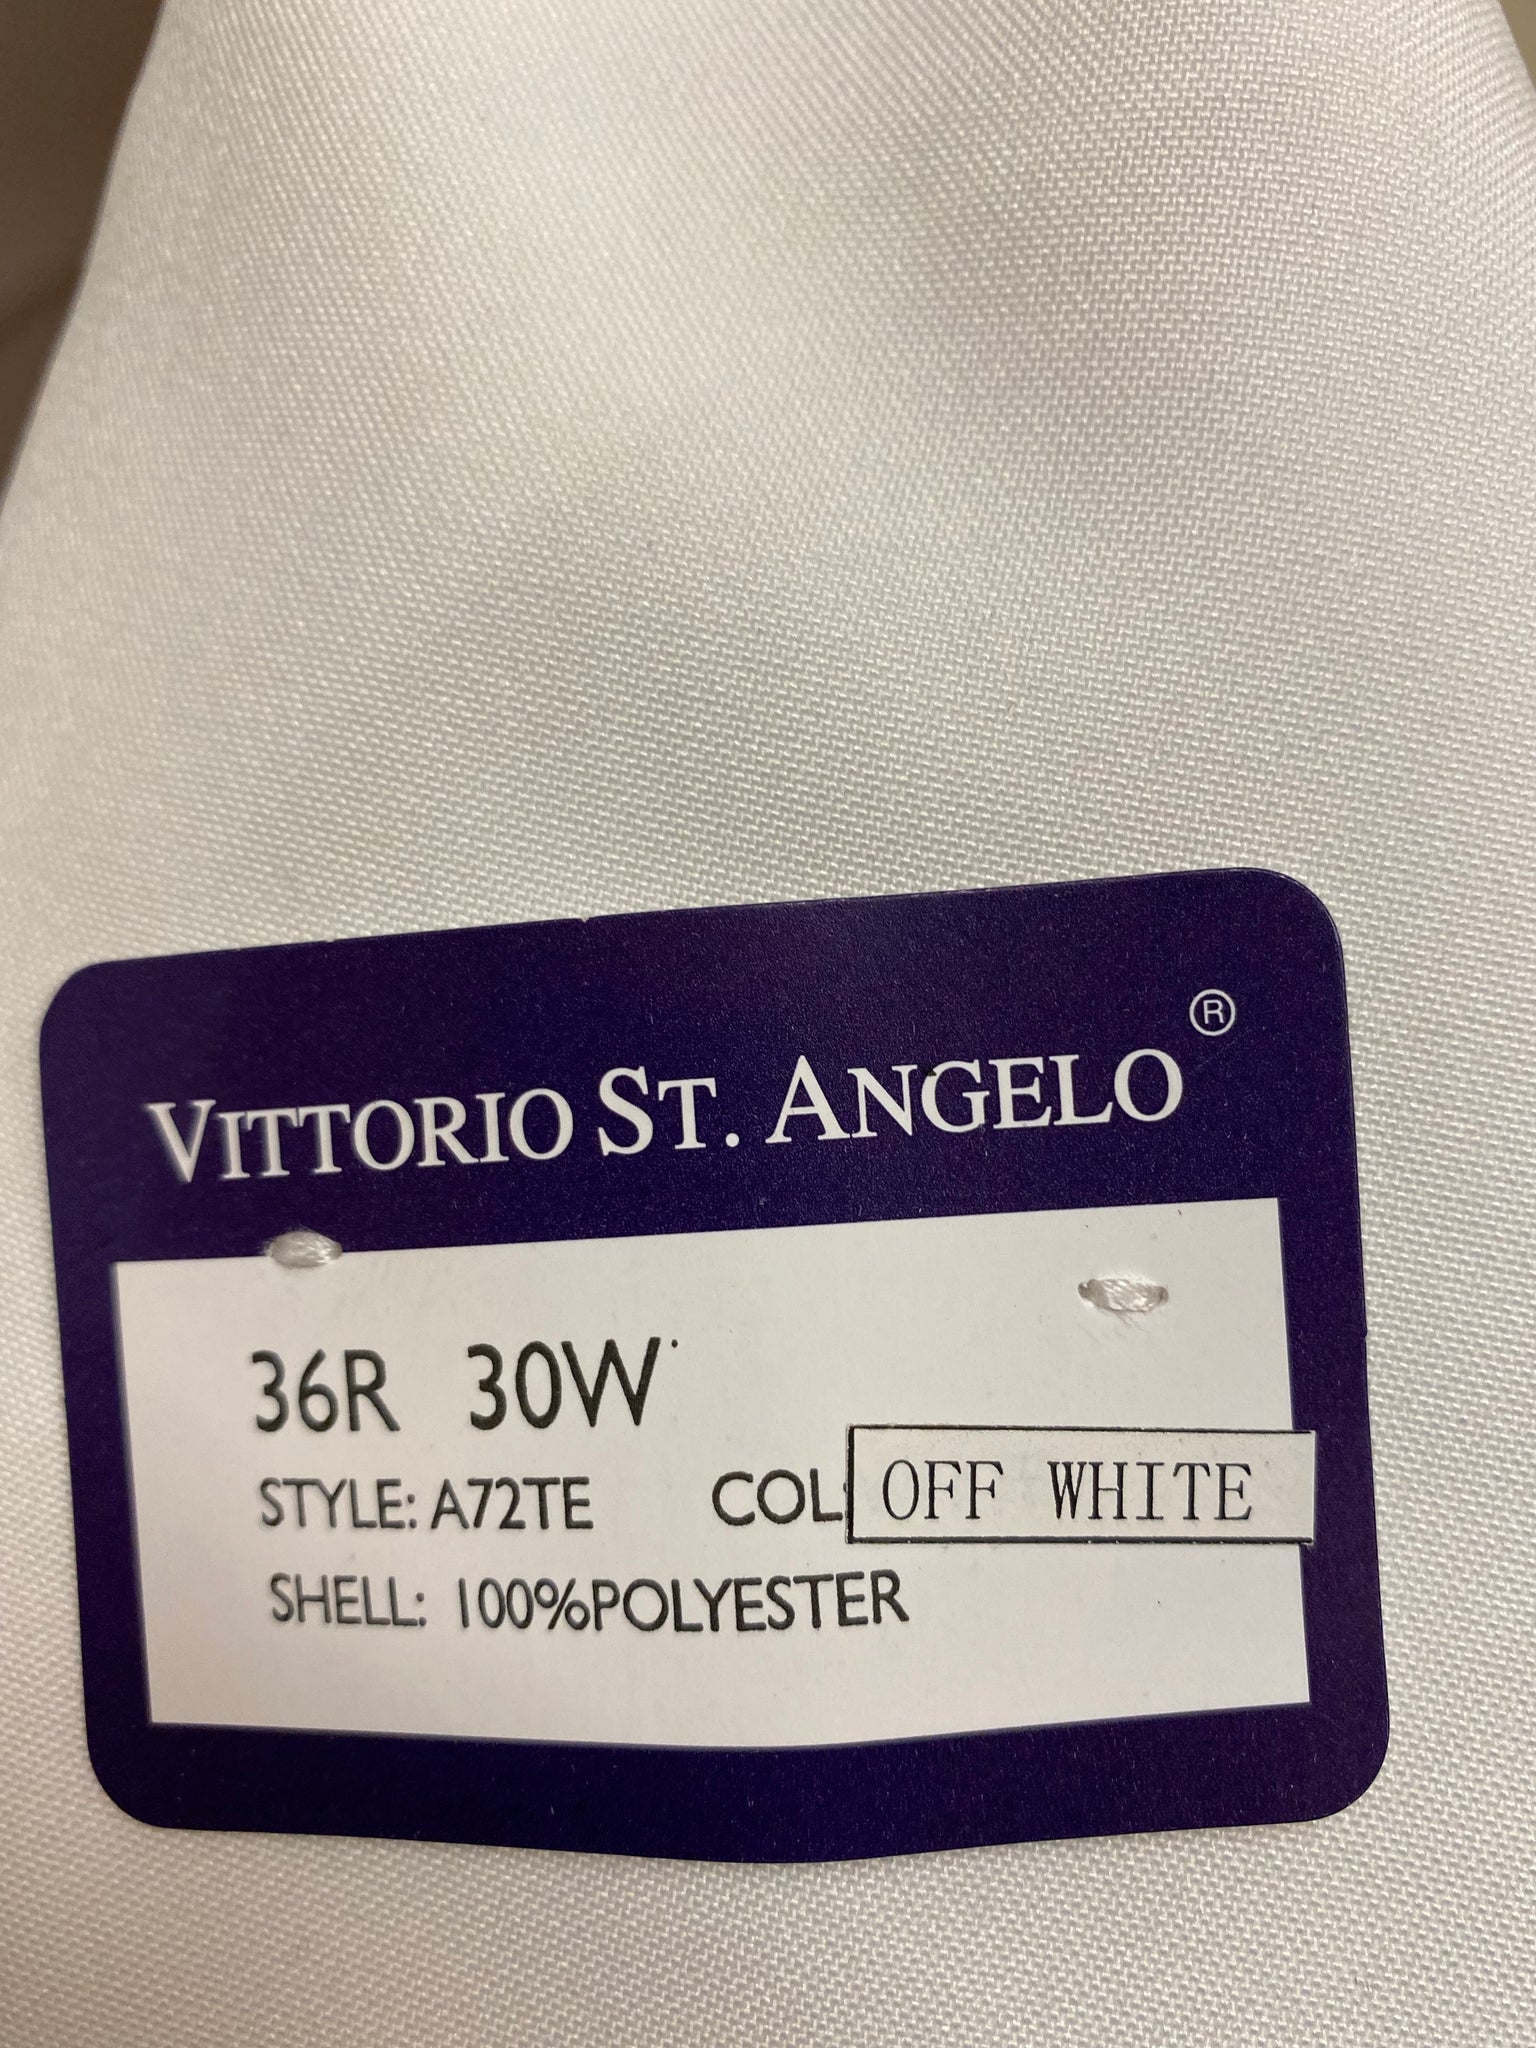 VITTORIO ST. ANGELO ®
36R 30W
STYLE: A72TE COL OFF WHITE
SHELL: 100%POLYESTER